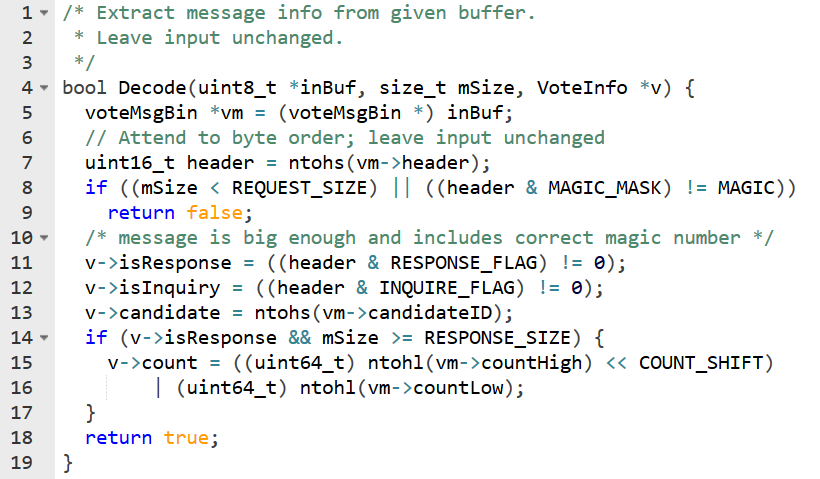 1 /* Extract message info from given buffer.
2  * Leave input unchanged.
3  */
4 bool Decode(uint8_t *inBuf, size_t mSize, VoteInfo *v) {
5   voteMsgBin *vm = (voteMsgBin *) inBuf;
6   // Attend to byte order; leave input unchanged
7   uint16_t header = ntohs(vm->header);
8   if ((mSize < REQUEST_SIZE) || ((header & MAGIC_MASK) != MAGIC))
9     return false;
10   /* message is big enough and includes correct magic number */
11   v->isResponse = ((header & RESPONSE_FLAG) != 0);
12   v->isInquiry = ((header & INQUIRE_FLAG) != 0);
13   v->candidate = ntohs(vm->candidateID);
14   if (v->isResponse && mSize >= RESPONSE_SIZE) {
15     v->count = ((uint64_t) ntohl(vm->countHigh) << COUNT_SHIFT)
16         | (uint64_t) ntohl(vm->countLow);
17   }
18   return true;
19 }